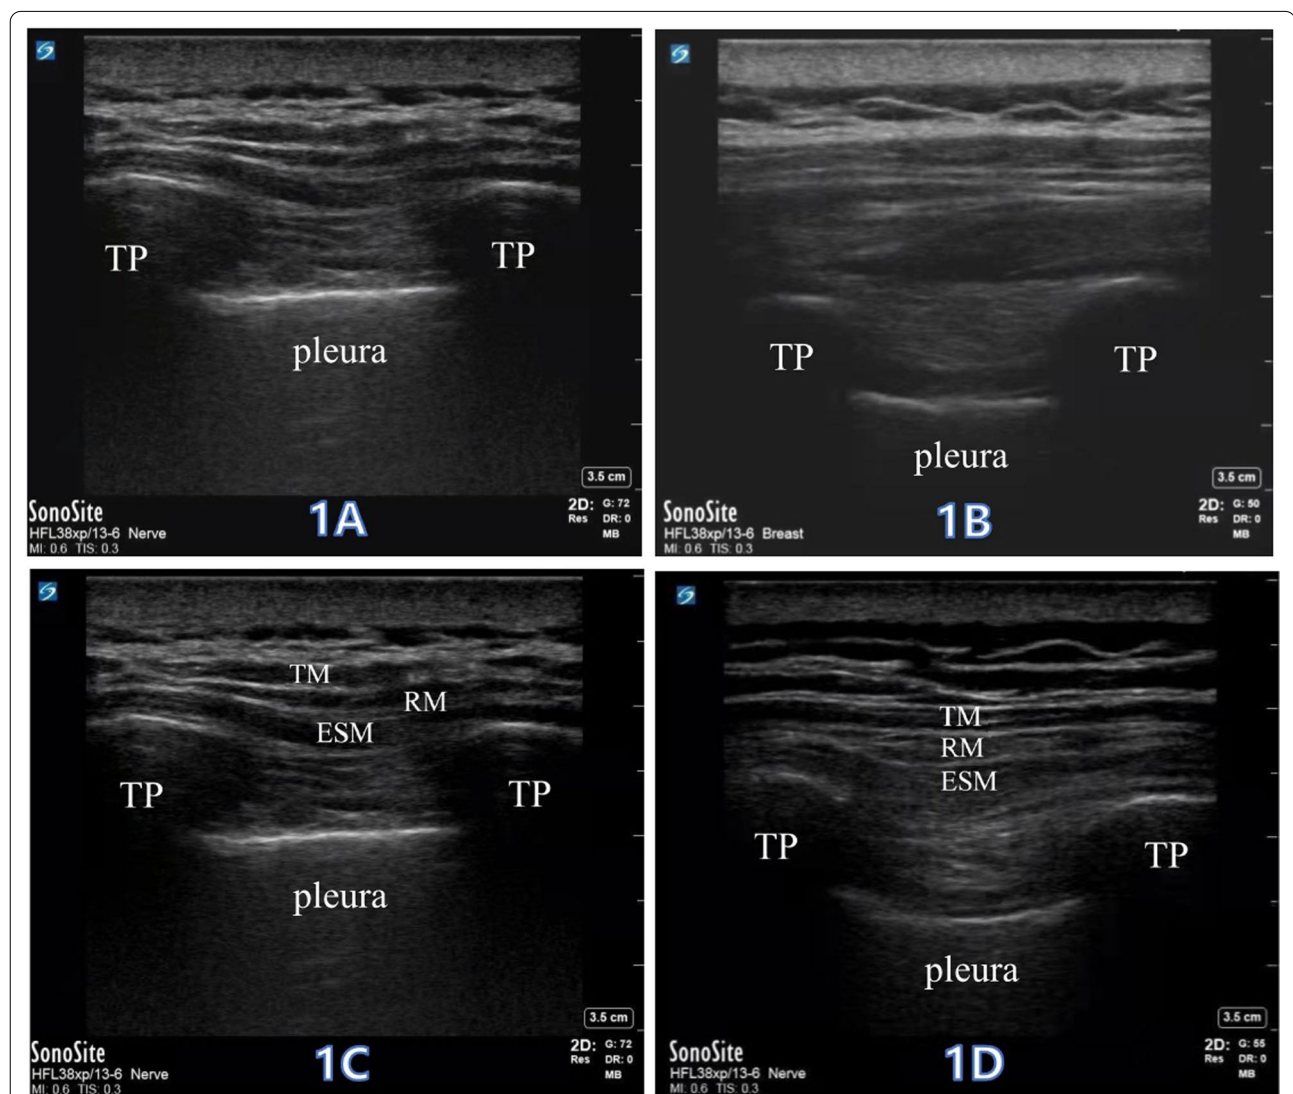 TP
TP
pleura
3.5 cm
SonoSite
1A
2D: G: 72
HFL38xp/13-6 Nerve
Res DR: 0
MI: 0.6 TIS: 0.3
MB
TP
TP
pleura
3.5 cm
SonoSite
1B
2D: G: 50
HFL38xp/13-6 Breast
Res DR: 0
MI: 0.6 TIS: 0.3
MB
TM
RM
ESM
TP
TP
pleura
3.5 cm
SonoSite
1C
2D: G: 72
HFL38xp/13-6 Nerve
Res DR: 0
MI: 0.6 TIS: 0.3
MB
TM
RM
ESM
TP
TP
pleura
3.5 cm
SonoSite
1D
2D: G: 55
HFL38xp/13-6 Nerve
Res DR: 0
MI: 0.6 TIS: 0.3
MB